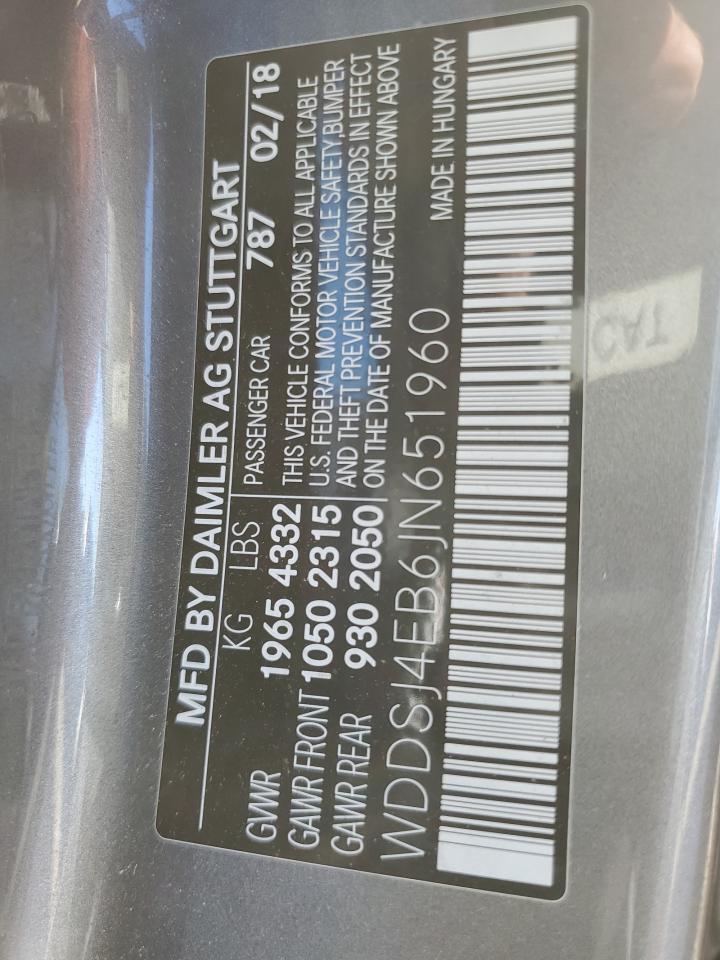 MFD BY DAIMLER AG STUTTGART
KG LBS PASSENGER CAR 787 02/18
GWWR 1965 4332 THIS VEHICLE CONFORMS TO ALL APPLICABLE
GAWR FRONT 1050 2315 U.S. FEDERAL MOTOR VEHICLE SAFETY,BUMPER
GAWR REAR 930 2050 AND THEFT PREVENTION STANDARDS IN EFFECT
ON THE DATE OF MANUFACTURE SHOWN ABOVE
WDDSJ4EB6JN651960 MADE IN HUNGARY
CAT